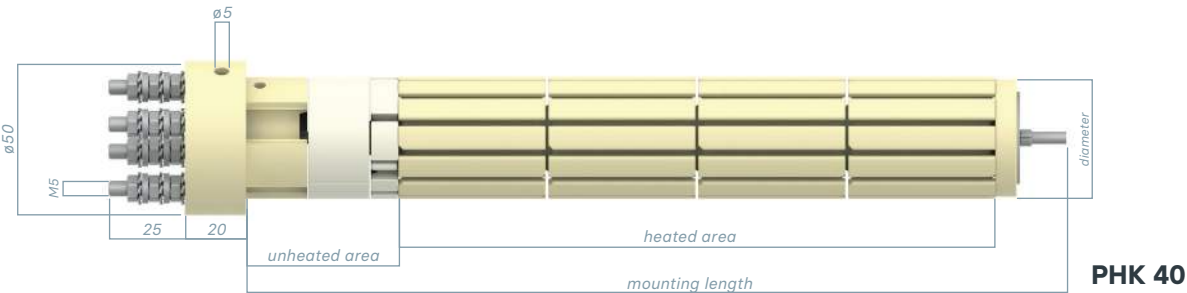 ø5
ø50
M5
25
20
unheated area
heated area
mounting length
diameter
PHK 40